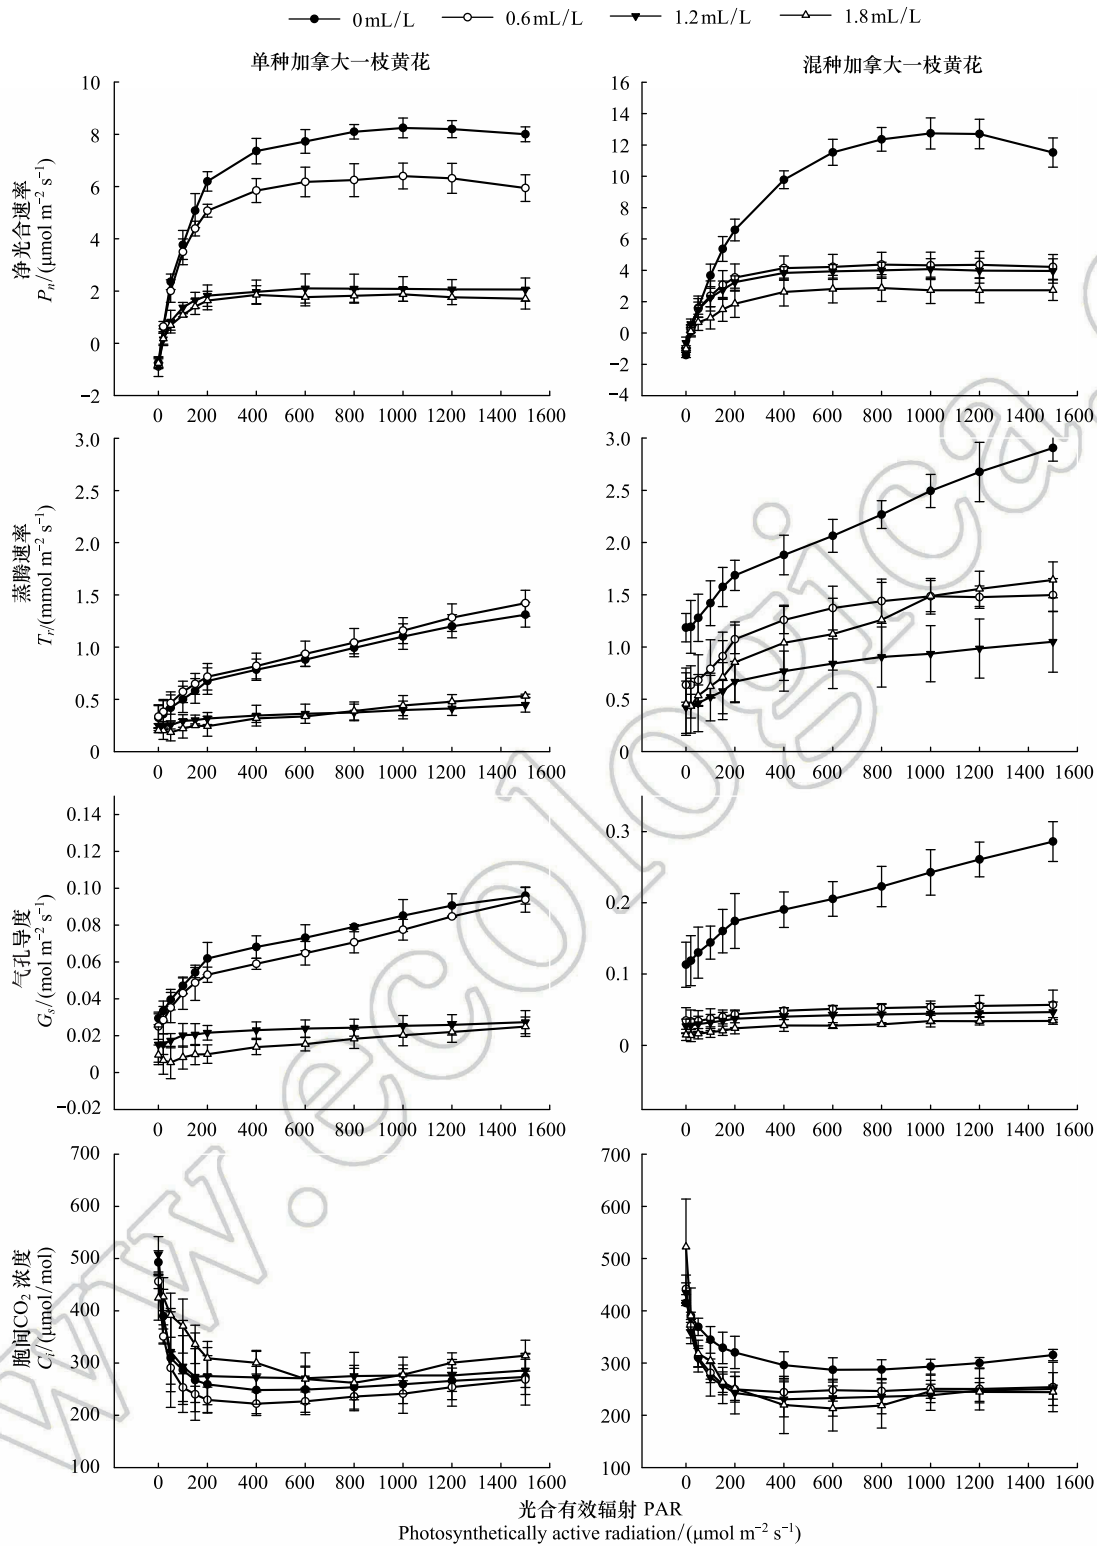 0 mL/L 0.6 mL/L 1.2 mL/L 1.8 mL/L
单种加拿大一枝黄花 混种加拿大一枝黄花
净光合速率
Pn/(μmol m⁻² s⁻¹)
10
8
6
4
2
0
−2
0 200 400 600 800 1000 1200 1400 1600
16
14
12
10
8
6
4
2
0
−2
−4
0 200 400 600 800 1000 1200 1400 1600
蒸腾速率
Tr/(mmol m⁻² s⁻¹)
3.0
2.5
2.0
1.5
1.0
0.5
0
0 200 400 600 800 1000 1200 1400 1600
3.0
2.5
2.0
1.5
1.0
0.5
0
0 200 400 600 800 1000 1200 1400 1600
气孔导度
Gs/(mol m⁻² s⁻¹)
0.14
0.12
0.10
0.08
0.06
0.04
0.02
0
−0.02
0 200 400 600 800 1000 1200 1400 1600
0.3
0.2
0.1
0
0 200 400 600 800 1000 1200 1400 1600
胞间CO₂ 浓度
Ci/(μmol/mol)
700
600
500
400
300
200
100
0 200 400 600 800 1000 1200 1400 1600
700
600
500
400
300
200
100
0 200 400 600 800 1000 1200 1400 1600
光合有效辐射 PAR
Photosynthetically active radiation/(μmol m⁻² s⁻¹)
www.ecologica.